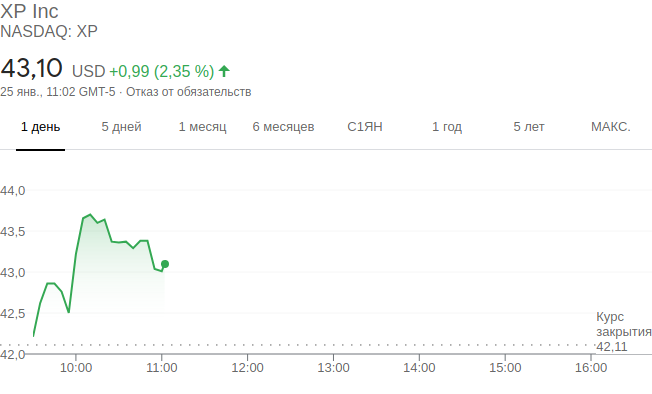 XP Inc
NASDAQ: XP
43,10 USD +0,99 (2,35 %)
25 янв., 11:02 GMT-5 · Отказ от обязательств
1 день 5 дней 1 месяц 6 месяцев С1ЯН 1 год 5 лет МАКС.
44,0
43,5
43,0
42,5
Курс
закрытия
42,11
42,0
10:00 11:00 12:00 13:00 14:00 15:00 16:00